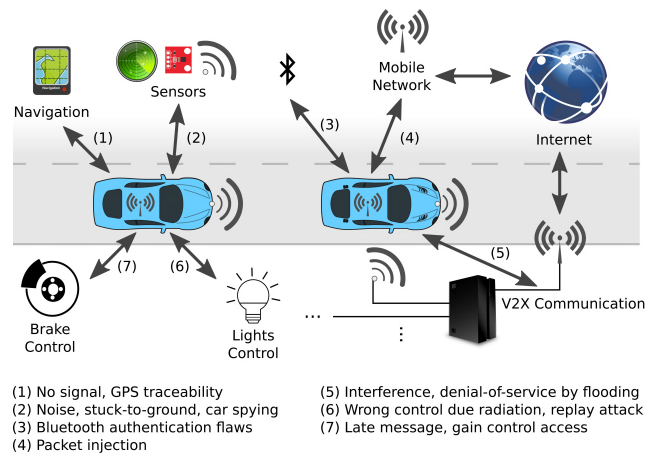 Navigation
Navigation
(1)
Sensors
(2)
(3)
Mobile
Network
(4)
Internet
(7)
(6)
(5)
Brake
Control
Lights
Control
...
V2X Communication
(1) No signal, GPS traceability
(2) Noise, stuck-to-ground, car spying
(3) Bluetooth authentication flaws
(4) Packet injection
(5) Interference, denial-of-service by flooding
(6) Wrong control due radiation, replay attack
(7) Late message, gain control access